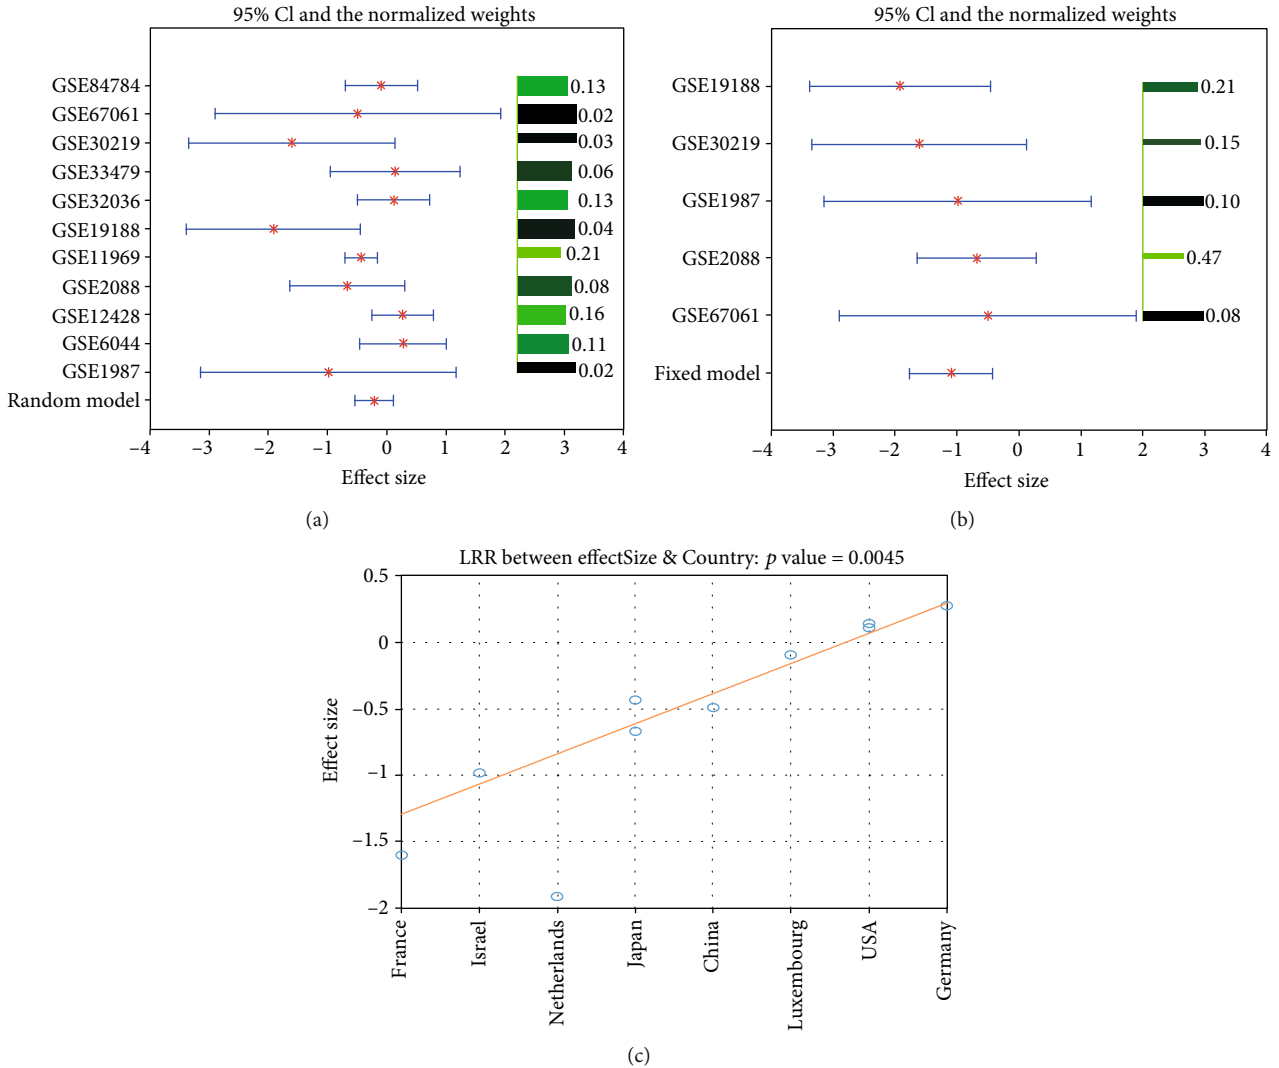 95% CI and the normalized weights
GSE84784
0.13
GSE67061
0.02
GSE30219
0.03
GSE33479
0.06
GSE32036
0.13
GSE19188
0.04
GSE11969
0.21
GSE2088
0.08
GSE12428
0.16
GSE6044
0.11
GSE1987
0.02
Random model
−4 −3 −2 −1 0 1 2 3 4
Effect size
(a)
95% CI and the normalized weights
GSE19188
0.21
GSE30219
0.15
GSE1987
0.10
GSE2088
0.47
GSE67061
0.08
Fixed model
−4 −3 −2 −1 0 1 2 3 4
Effect size
(b)
LRR between effectSize & Country: p value = 0.0045
0.5
0
−0.5
−1
−1.5
−2
Effect size
France
Israel
Netherlands
Japan
China
Luxembourg
USA
Germany
(c)